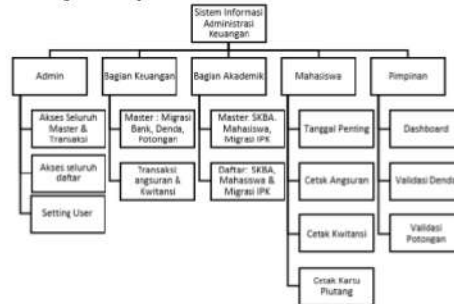 Sistem Informasi
Administrasi
Keuangan
Admin
Bagian Keuangan
Bagian Akademik
Mahasiswa
Pimpinan
Akses Seluruh
Master &
Transaksi
Master : Migrasi
Bank, Denda,
Potongan
Master: SKBA.
Mahasiswa,
Migrasi IPK
Tanggal Penting
Dashboard
Akses seluruh
daftar
Transaksi
angsuran &
Kwitansi
Daftar: SKBA,
Mahasiswa &
Migrasi IPK
Cetak Angsuran
Validasi Denda
Setting User
Cetak Kwitansi
Validasi
Potongan
Cetak Kartu
Piutang